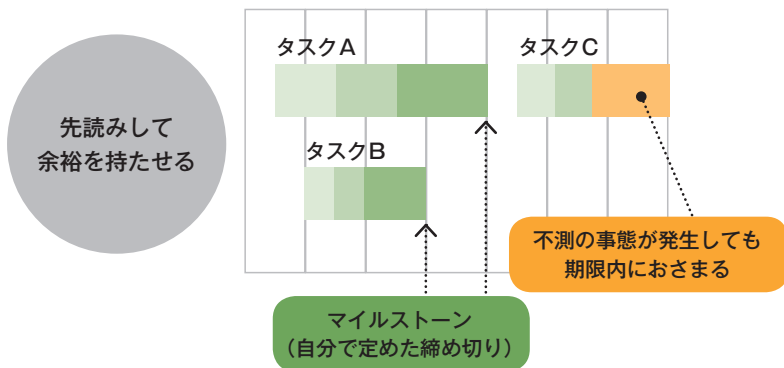 先読みして
余裕を持たせる
タスクA
タスクB
タスクC
不測の事態が発生しても
期限内におさまる
マイルストーン
（自分で定めた締め切り）